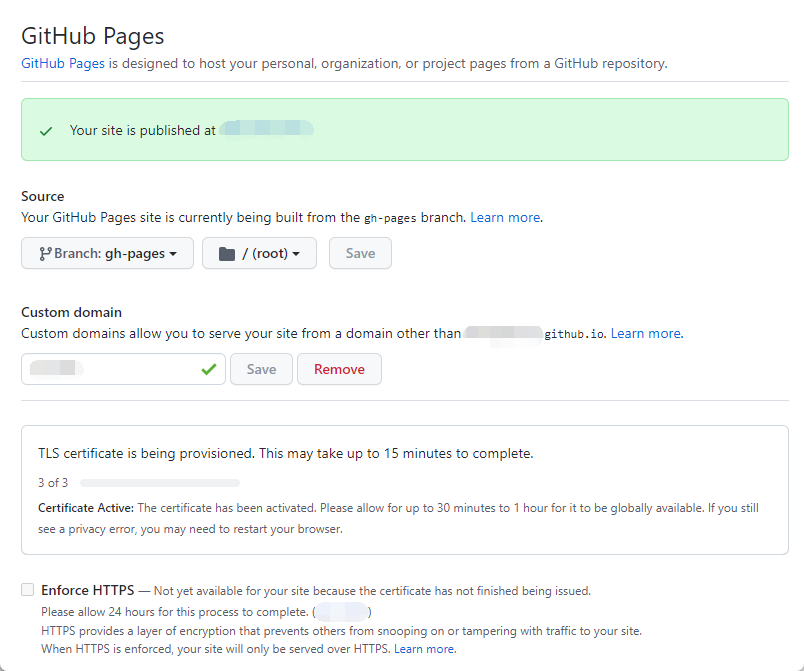 GitHub Pages
GitHub Pages is designed to host your personal, organization, or project pages from a GitHub repository.
Your site is published at
Source
Your GitHub Pages site is currently being built from the gh-pages branch. Learn more.
Branch: gh-pages / (root) Save
Custom domain
Custom domains allow you to serve your site from a domain other than github.io. Learn more.
Save Remove
TLS certificate is being provisioned. This may take up to 15 minutes to complete.
3 of 3
Certificate Active: The certificate has been activated. Please allow for up to 30 minutes to 1 hour for it to be globally available. If you still
see a privacy error, you may need to restart your browser.
Enforce HTTPS — Not yet available for your site because the certificate has not finished being issued.
Please allow 24 hours for this process to complete. ( )
HTTPS provides a layer of encryption that prevents others from snooping on or tampering with traffic to your site.
When HTTPS is enforced, your site will only be served over HTTPS. Learn more.